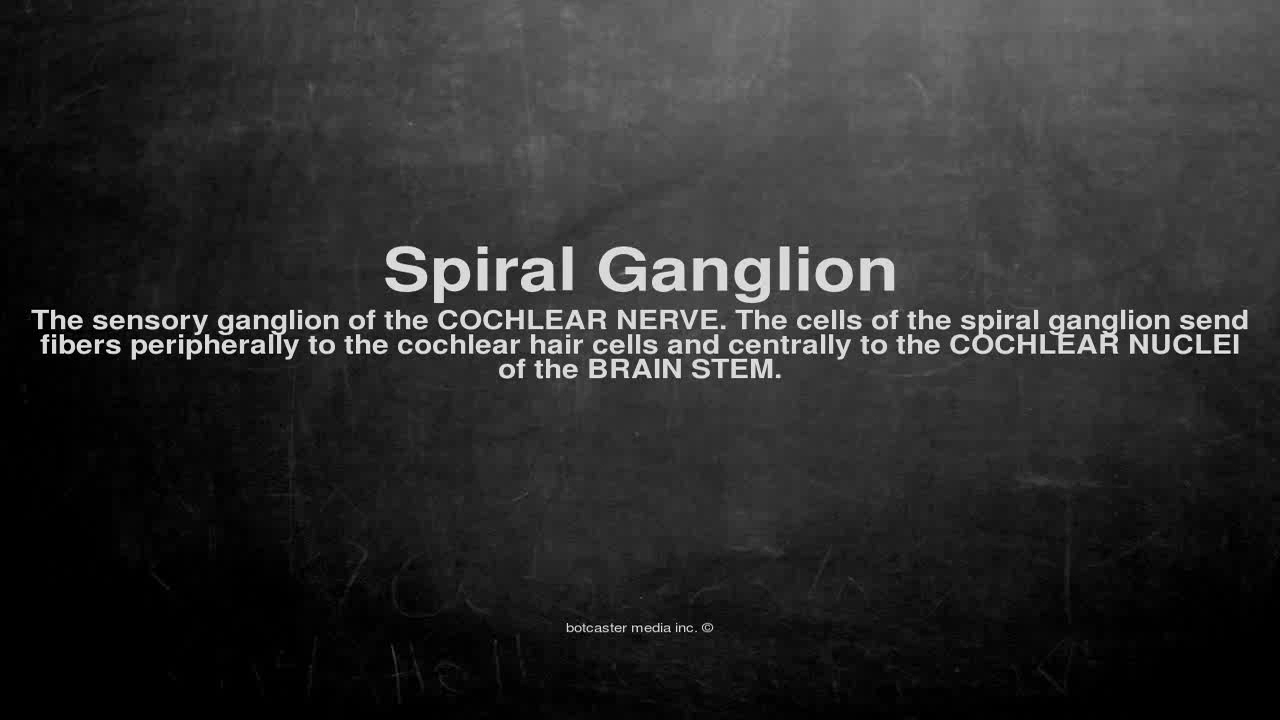 Spiral Ganglion
The sensory ganglion of the COCHLEAR NERVE. The cells of the spiral ganglion send
fibers peripherally to the cochlear hair cells and centrally to the COCHLEAR NUCLEI
of the BRAIN STEM.
botcaster media inc. ©